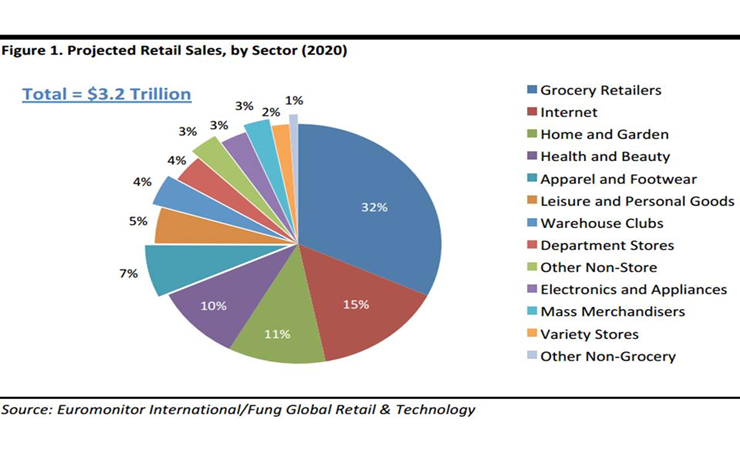 Figure 1. Projected Retail Sales, by Sector (2020)
Total = $3.2 Trillion
1%
2%
3%
3%
3%
4%
4%
5%
7%
10%
11%
15%
32%
Grocery Retailers
Internet
Home and Garden
Health and Beauty
Apparel and Footwear
Leisure and Personal Goods
Warehouse Clubs
Department Stores
Other Non-Store
Electronics and Appliances
Mass Merchandisers
Variety Stores
Other Non-Grocery
Source: Euromonitor International/Fung Global Retail & Technology